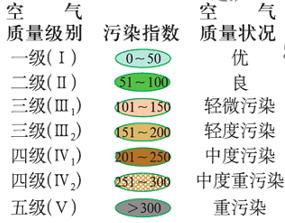 空 气 空 气
质量级别 污染指数 质量状况
一级(Ⅰ) 0～50 优
二级(Ⅱ) 51～100 良
三级(Ⅲ₁) 101～150 轻微污染
三级(Ⅲ₂) 151～200 轻度污染
四级(Ⅳ₁) 201～250 中度污染
四级(Ⅳ₂) 251～300 中度重污染
五级(Ⅴ) ＞300 重污染